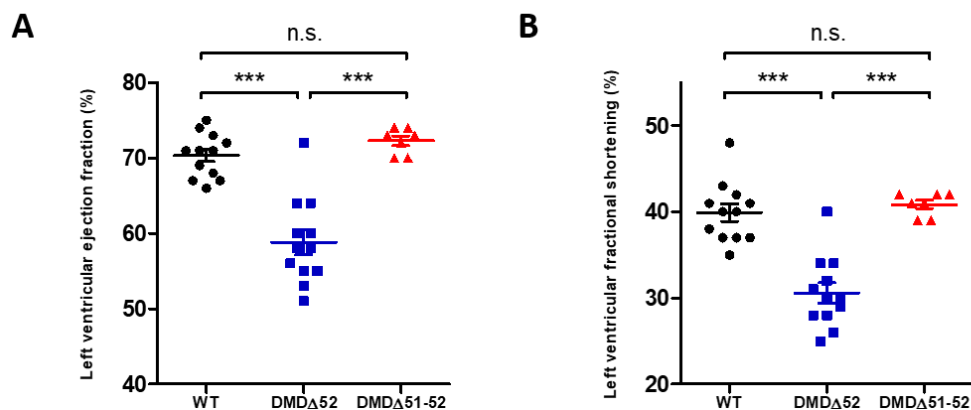 A
n.s.
*** ***
Left ventricular ejection fraction (%)
80
70
60
50
40
WT DMDΔ52 DMDΔ51-52
B
n.s.
*** ***
Left ventricular fractional shortening (%)
50
40
30
20
WT DMDΔ52 DMDΔ51-52